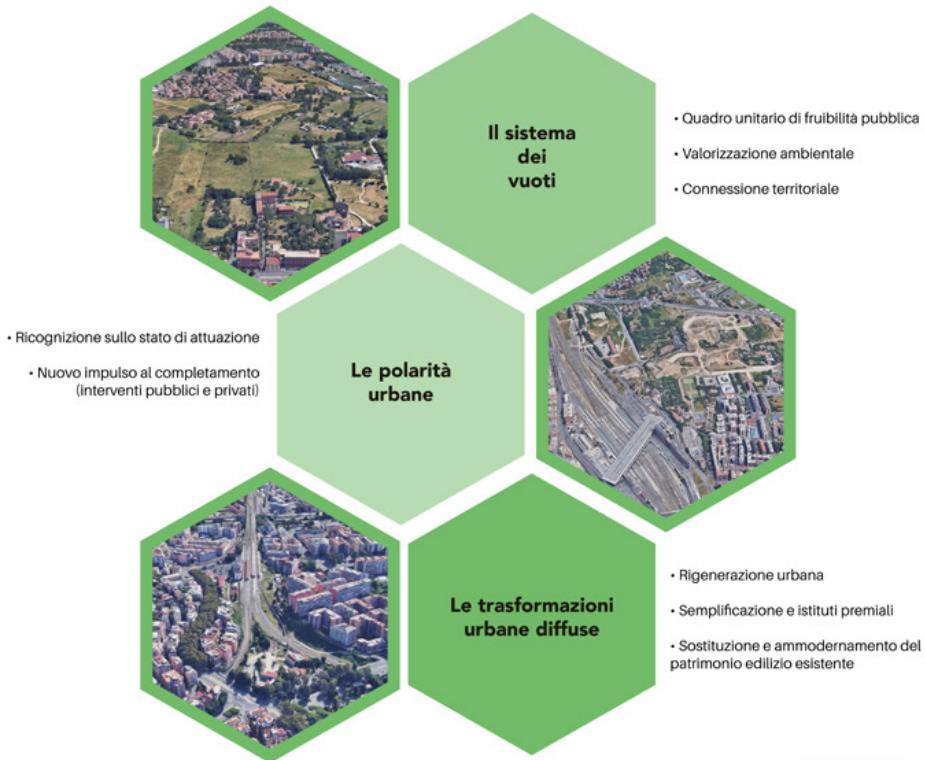 Il sistema
dei
vuoti
• Quadro unitario di fruibilità pubblica
• Valorizzazione ambientale
• Connessione territoriale
• Ricognizione sullo stato di attuazione
• Nuovo impulso al completamento
(interventi pubblici e privati)
Le polarità
urbane
Le trasformazioni
urbane diffuse
• Rigenerazione urbana
• Semplificazione e istituti premiali
• Sostituzione e ammodernamento del
patrimonio edilizio esistente